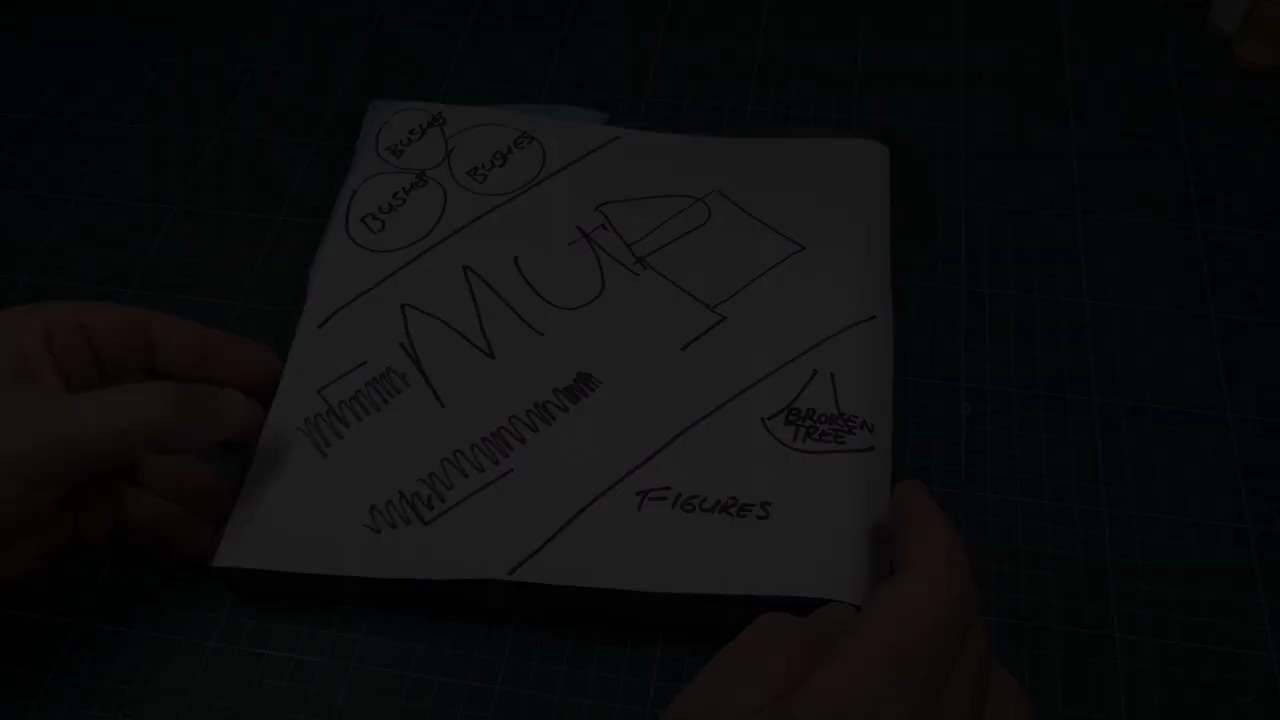 BUSHES
BUSHES
BUSHES
MUD
BROKEN
TREE
FIGURES